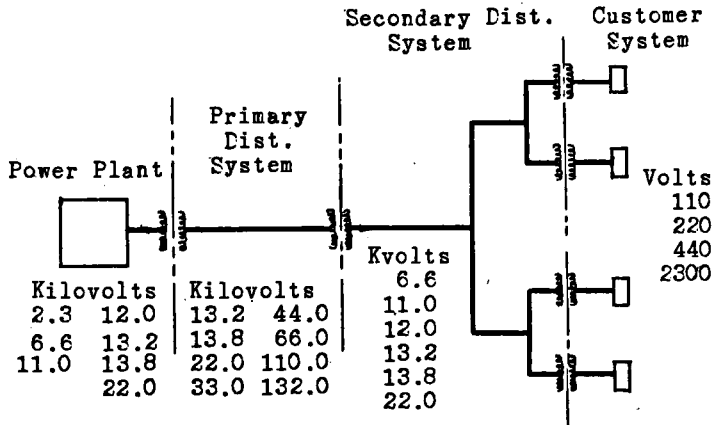 Secondary Dist.
System
Customer
System
Primary
Dist.
System
Power Plant
Volts
110
220
440
2300
Kvolts
6.6
11.0
12.0
13.2
13.8
22.0
Kilovolts
2.3 12.0
6.6 13.2
11.0 13.8
22.0
Kilovolts
13.2 44.0
13.8 66.0
22.0 110.0
33.0 132.0